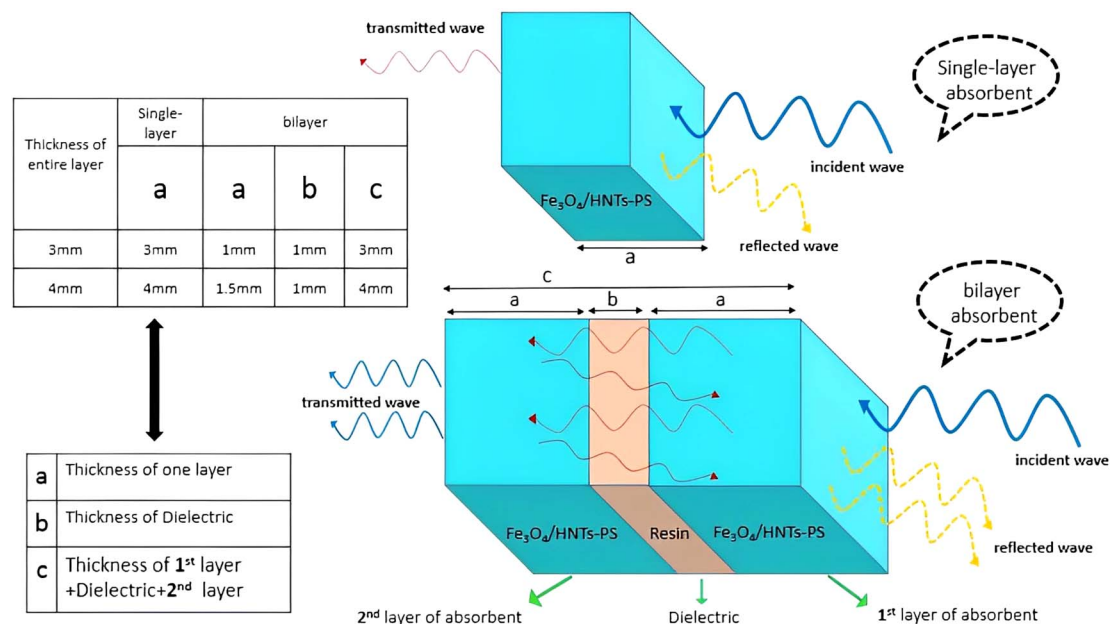 transmitted wave
Single-layer
absorbent
incident wave
Fe₃O₄/HNTs-PS
reflected wave
a
Thickness of
entire layer
Single-
layer
bilayer
a
a
b
c
3mm
3mm
1mm
1mm
3mm
4mm
4mm
1.5mm
1mm
4mm
c
a
b
a
bilayer
absorbent
transmitted wave
incident wave
Fe₃O₄/HNTs-PS
Resin
Fe₃O₄/HNTs-PS
reflected wave
2nd layer of absorbent
Dielectric
1st layer of absorbent
a
Thickness of one layer
b
Thickness of Dielectric
c
Thickness of 1st layer
+Dielectric+2nd layer